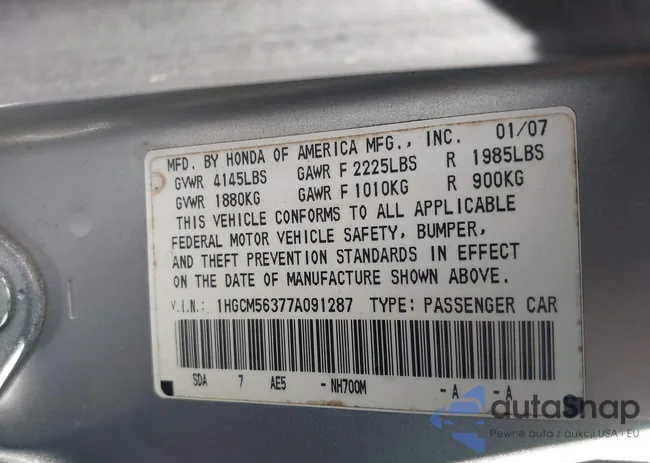 MFD. BY HONDA OF AMERICA MFG., INC. 01/07
GVWR 4145LBS GAWR F 2225LBS R 1985LBS
GVWR 1880KG GAWR F 1010KG R 900KG
THIS VEHICLE CONFORMS TO ALL APPLICABLE
FEDERAL MOTOR VEHICLE SAFETY, BUMPER,
AND THEFT PREVENTION STANDARDS IN EFFECT
ON THE DATE OF MANUFACTURE SHOWN ABOVE.
V.I.N.: 1HGCM56377A091287 TYPE: PASSENGER CAR
SDA 7 AE5 -NH700M -A -A
autaSnap
Pewne auta z aukcji USA i EU